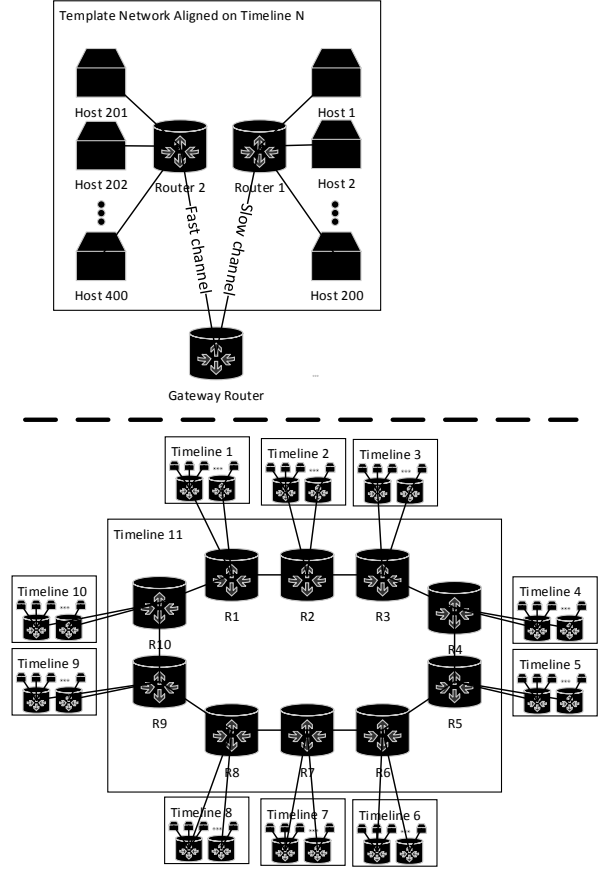 Template Network Aligned on Timeline N
Host 201
Host 1
Host 202
Host 2
Router 2
Router 1
Host 400
Host 200
Fast channel
Slow channel
Gateway Router
...
Timeline 1
Timeline 2
Timeline 3
...
...
...
Timeline 11
Timeline 10
...
Timeline 4
...
R1
R2
R3
R10
R4
Timeline 9
...
Timeline 5
...
R9
R5
R8
R7
R6
Timeline 8
Timeline 7
Timeline 6
...
...
...